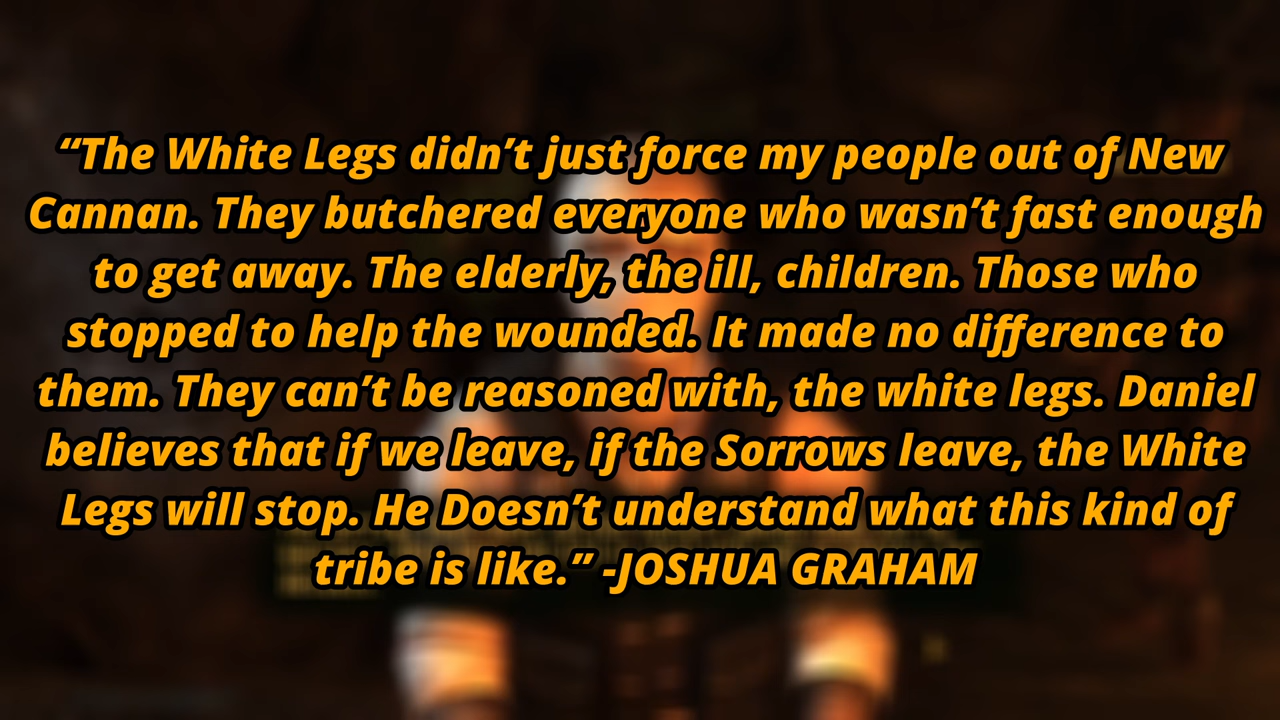 “The White Legs didn’t just force my people out of New
Cannan. They butchered everyone who wasn’t fast enough
to get away. The elderly, the ill, children. Those who
stopped to help the wounded. It made no difference to
them. They can’t be reasoned with, the white legs. Daniel
believes that if we leave, if the Sorrows leave, the White
Legs will stop. He Doesn’t understand what this kind of
tribe is like.” -JOSHUA GRAHAM